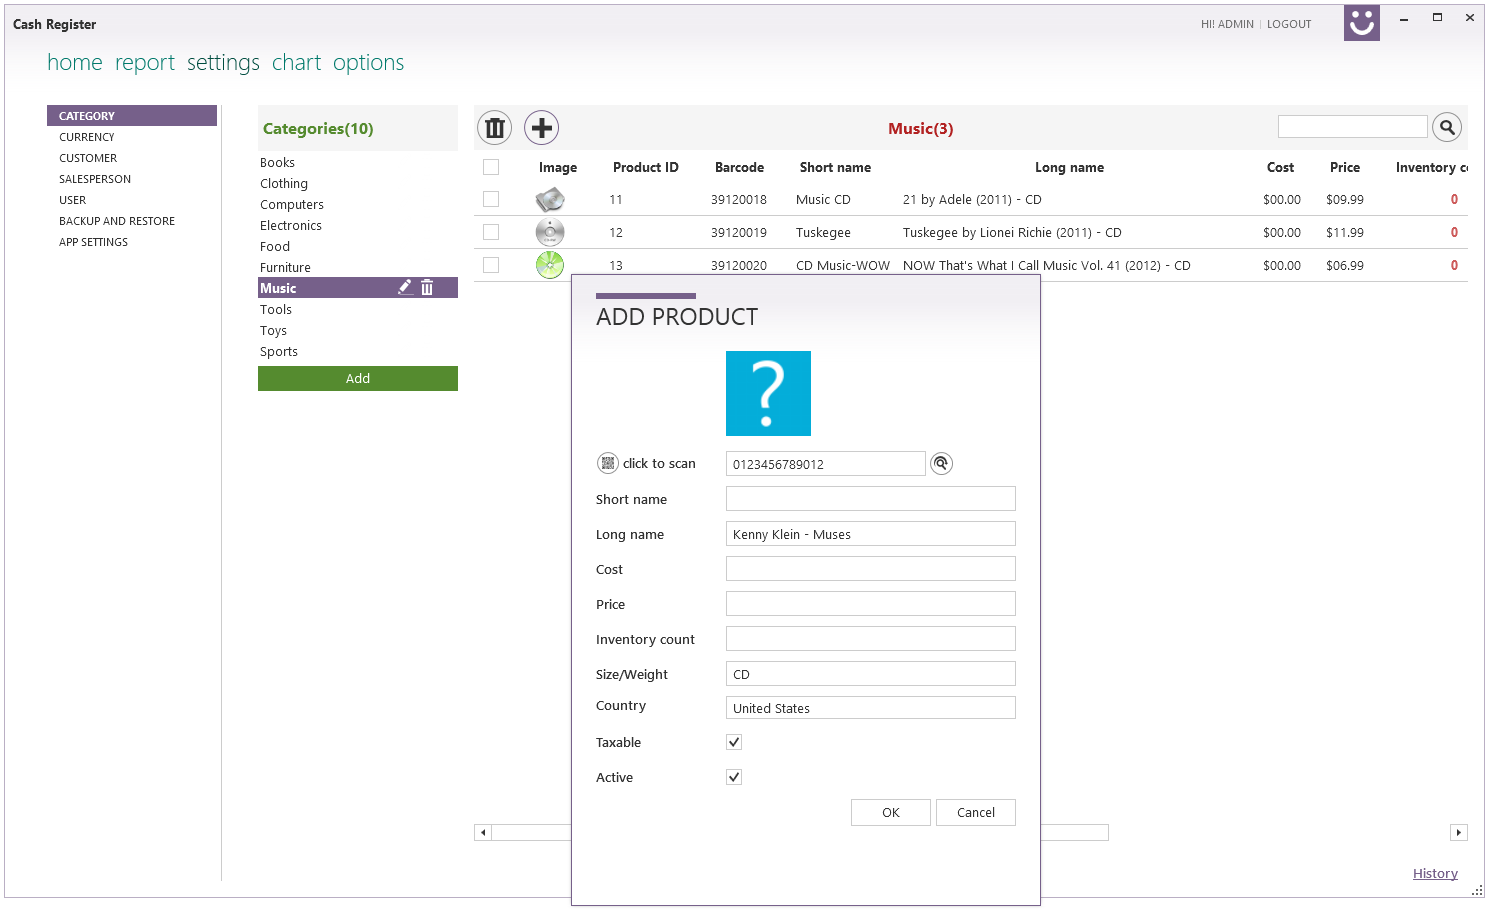 Cash Register
HI! ADMIN | LOGOUT
home report settings chart options
CATEGORY
CURRENCY
CUSTOMER
SALESPERSON
USER
BACKUP AND RESTORE
APP SETTINGS
Categories(10)
Books
Clothing
Computers
Electronics
Food
Furniture
Music
Tools
Toys
Sports
Add
Music(3)
Image Product ID Barcode Short name Long name Cost Price Inventory co
11 39120018 Music CD 21 by Adele (2011) - CD $00.00 $09.99 0
12 39120019 Tuskegee Tuskegee by Lionei Richie (2011) - CD $00.00 $11.99 0
13 39120020 CD Music-WOW NOW That's What I Call Music Vol. 41 (2012) - CD $00.00 $06.99 0
ADD PRODUCT
?
click to scan 0123456789012
Short name
Long name Kenny Klein - Muses
Cost
Price
Inventory count
Size/Weight CD
Country United States
Taxable
Active
OK Cancel
History